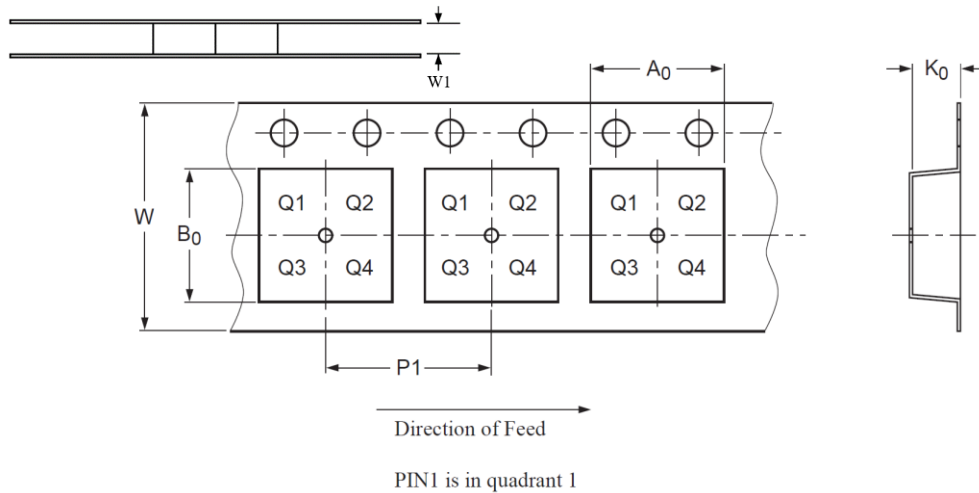 W1
A0
K0
Q1 Q2 Q1 Q2 Q1 Q2
W
B0
Q3 Q4 Q3 Q4 Q3 Q4
P1
Direction of Feed
PIN1 is in quadrant 1